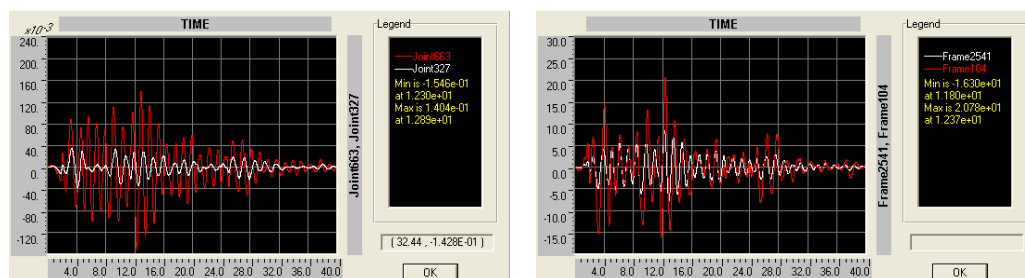 TIME
x10-3
240.
200.
160.
120.
80.
40.
0.0
-40.
-80.
-120.
4.0 8.0 12.0 16.0 20.0 24.0 28.0 32.0 36.0 40.0
Joint663, Joint327
Legend
Joint663
Joint327
Min is -1.546e-01
at 1.230e+01
Max is 1.404e-01
at 1.289e+01
( 32.44 , -1.428E-01 )
OK
TIME
30.0
25.0
20.0
15.0
10.0
5.0
0.0
-5.0
-10.0
-15.0
4.0 8.0 12.0 16.0 20.0 24.0 28.0 32.0 36.0 40.0
Frame2541, Frame104
Legend
Frame2541
Frame104
Min is -1.630e+01
at 1.180e+01
Max is 2.078e+01
at 1.237e+01
OK